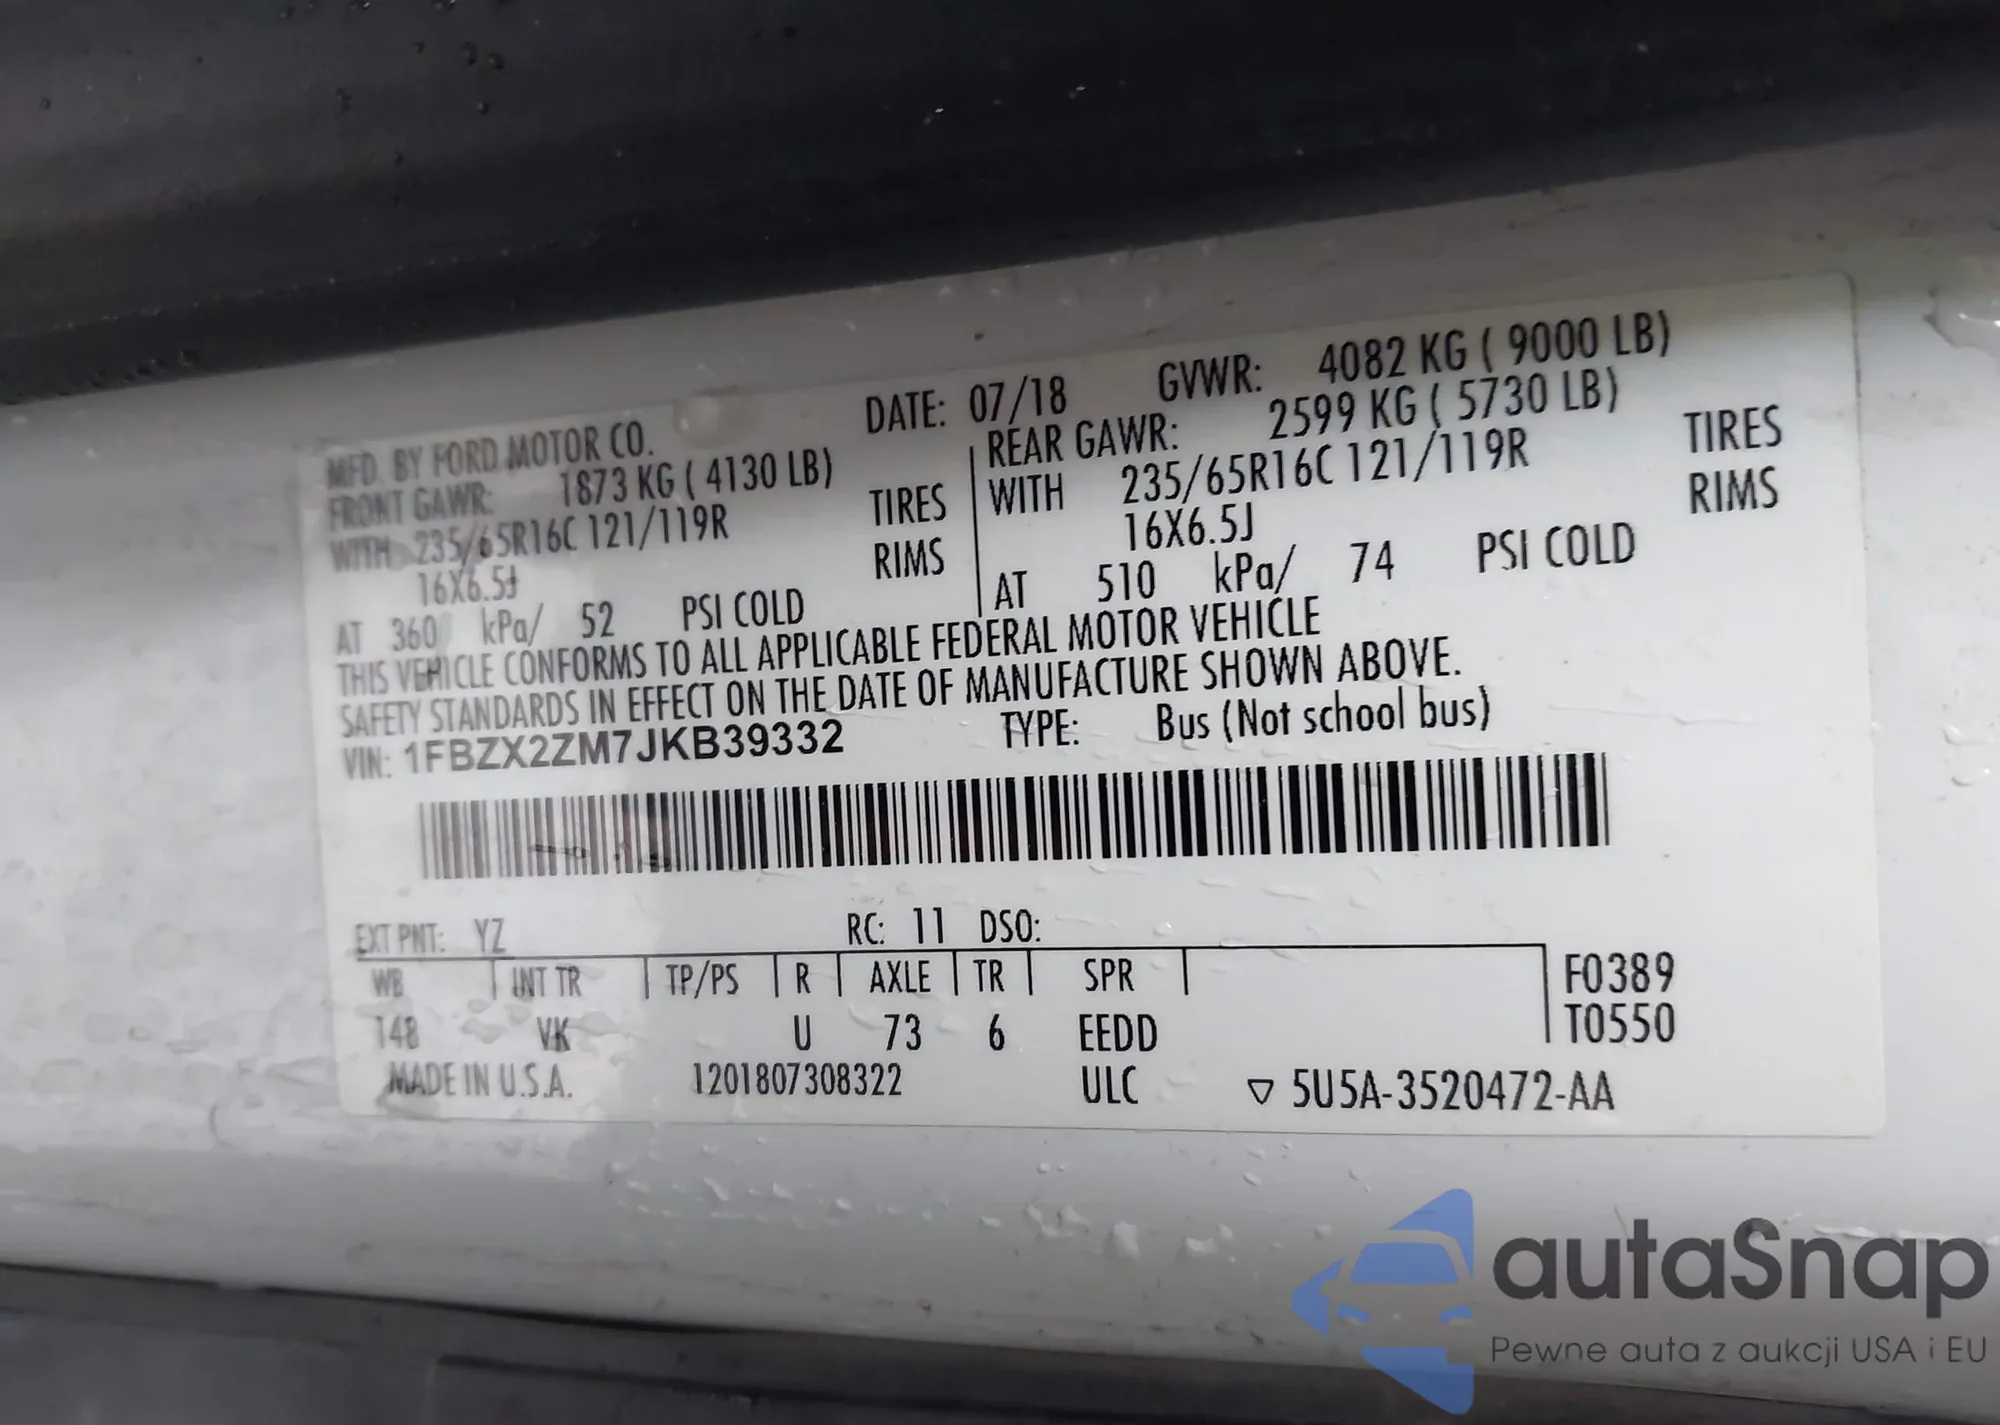 MFD. BY FORD MOTOR CO. DATE: 07/18 GVWR: 4082 KG ( 9000 LB)
FRONT GAWR: 1873 KG ( 4130 LB)
WITH 235/65R16C 121/119R TIRES
16X6.5J RIMS
AT 360 kPa/ 52 PSI COLD
REAR GAWR: 2599 KG ( 5730 LB)
WITH 235/65R16C 121/119R TIRES
16X6.5J RIMS
AT 510 kPa/ 74 PSI COLD
THIS VEHICLE CONFORMS TO ALL APPLICABLE FEDERAL MOTOR VEHICLE
SAFETY STANDARDS IN EFFECT ON THE DATE OF MANUFACTURE SHOWN ABOVE.
VIN: 1FBZX2ZM7JKB39332 TYPE: Bus (Not school bus)
EXT PNT: YZ RC: 11 DSO:
WB INT TR TP/PS R AXLE TR SPR F0389
148 VK U 73 6 EEDD T0550
MADE IN U.S.A. 1201807308322 ULC ▽ 5U5A-3520472-AA
autaSnap
Pewne auta z aukcji USA i EU